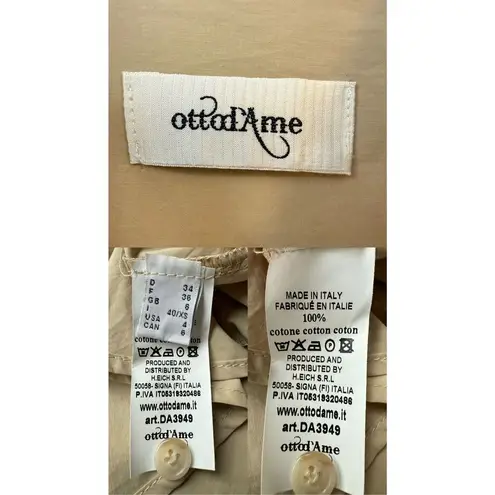 ottod'Ame
D 34
F 36
GB 6
I 40/XS
USA 4
CAN 6
cotone cotton coton
PRODUCED AND
DISTRIBUTED BY
H.EICH S.R.L
50058- SIGNA (FI) ITALIA
P.IVA IT05319320486
www.ottodame.it
art.DA3949
ottod'Ame
MADE IN ITALY
FABRIQUÉ EN ITALIE
100%
cotone cotton coton
PRODUCED AND
DISTRIBUTED BY
H.EICH S.R.L
50058- SIGNA (FI) ITALIA
P.IVA IT05319320486
www.ottodame.it
art.DA3949
ottod'Ame